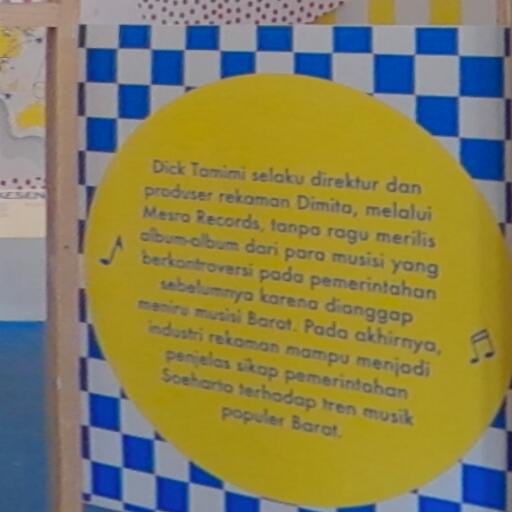 Dick Tamimi selaku direktur dan
produser rekaman Dimita, melalui
Mesra Records, tanpa ragu merilis
album-album dari para musisi yang
berkontroversi pada pemerintahan
sebelumnya karena dianggap
meniru musisi Barat. Pada akhirnya,
industri rekaman mampu menjadi
penjelas sikap pemerintahan
Soeharto terhadap tren musik
populer Barat.